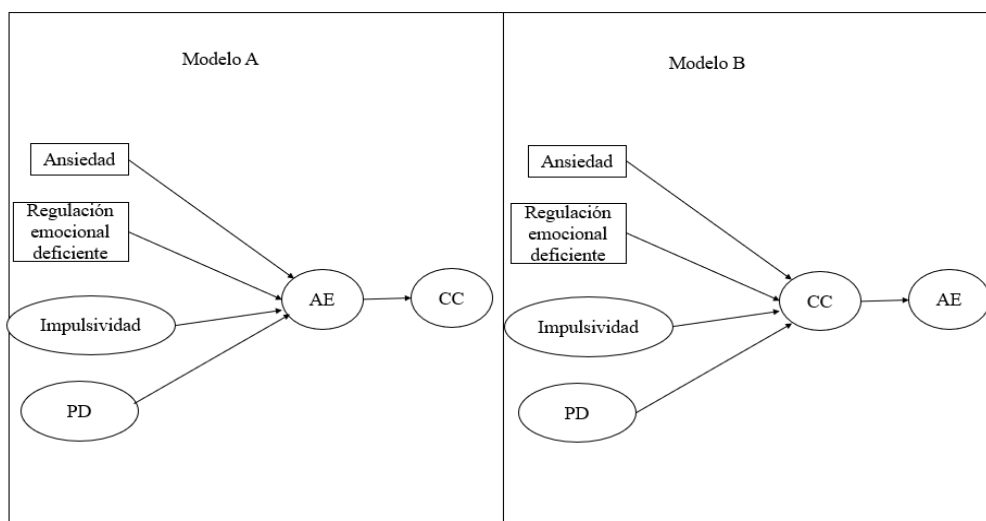 Modelo A
Ansiedad
Regulación
emocional
deficiente
Impulsividad
PD
AE
CC
Modelo B
Ansiedad
Regulación
emocional
deficiente
Impulsividad
PD
CC
AE